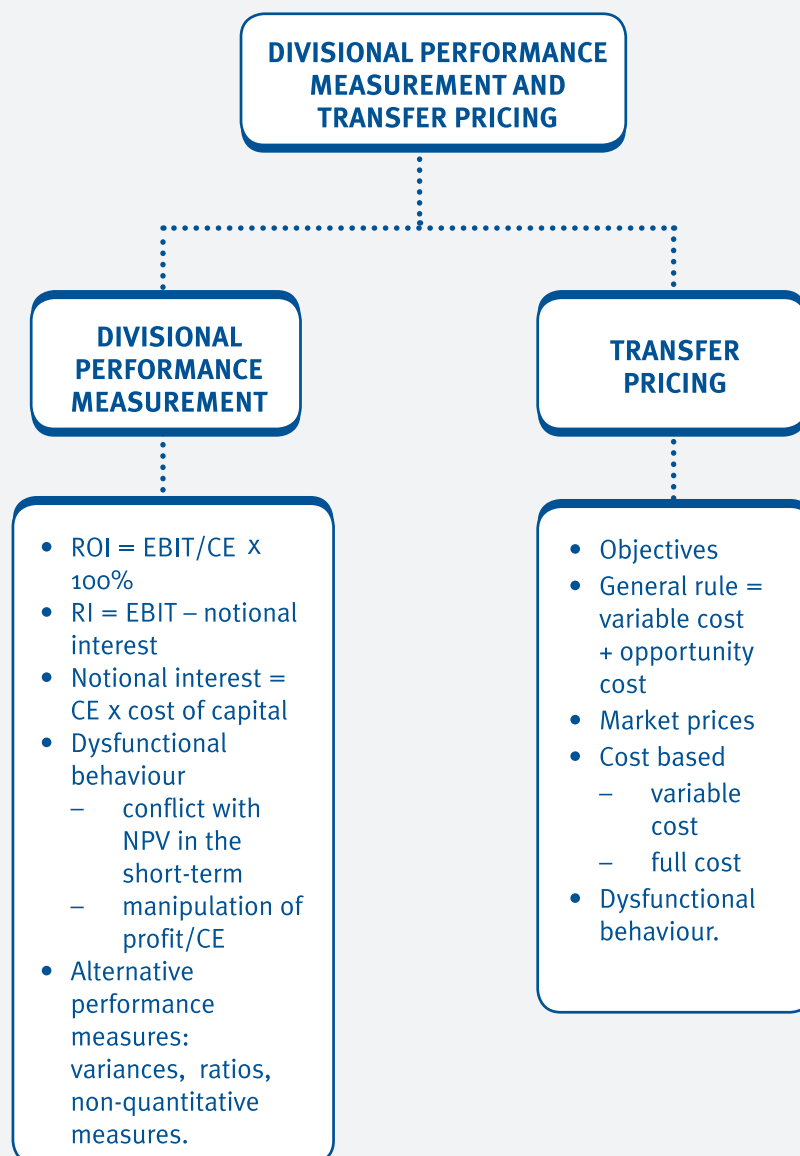 DIVISIONAL PERFORMANCE
MEASUREMENT AND
TRANSFER PRICING
DIVISIONAL
PERFORMANCE
MEASUREMENT
TRANSFER
PRICING
• ROI = EBIT/CE x
100%
• RI = EBIT – notional
interest
• Notional interest =
CE x cost of capital
• Dysfunctional
behaviour
– conflict with
NPV in the
short-term
– manipulation of
profit/CE
• Alternative
performance
measures:
variances, ratios,
non-quantitative
measures.
• Objectives
• General rule =
variable cost
+ opportunity
cost
• Market prices
• Cost based
– variable
cost
– full cost
• Dysfunctional
behaviour.